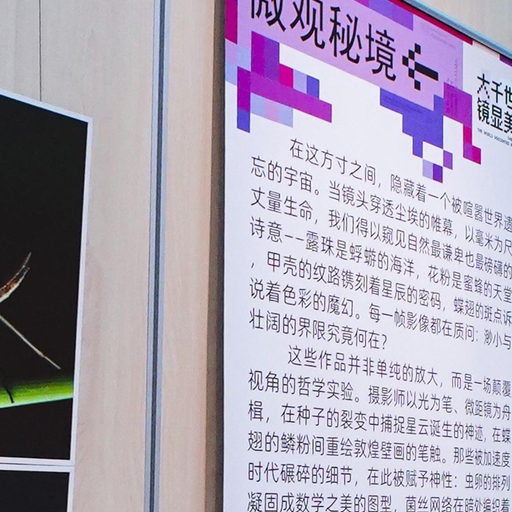 微观秘境
大千世
镜显美
在这方寸之间，隐藏着一个被喧嚣世界遗
忘的宇宙。当镜头穿透尘埃的帷幕，以毫米为尺
丈量生命，我们得以窥见自然最谦卑也最磅礴的
诗意——露珠是蜉蝣的海洋，花粉是蜜蜂的天堂
，甲壳的纹路镌刻着星辰的密码，蝶翅的斑点诉
说着色彩的魔幻。每一帧影像都在质问：渺小与
壮阔的界限究竟何在？
这些作品并非单纯的放大，而是一场颠覆
视角的哲学实验。摄影师以光为笔、微距镜为舟
楫，在种子的裂变中捕捉星云诞生的神迹，在蝶
翅的鳞粉间重绘敦煌壁画的笔触。那些被加速度
时代碾碎的细节，在此被赋予神性：虫卵的排列
凝固成数学之美的图型，菌丝网络在暗处编织着